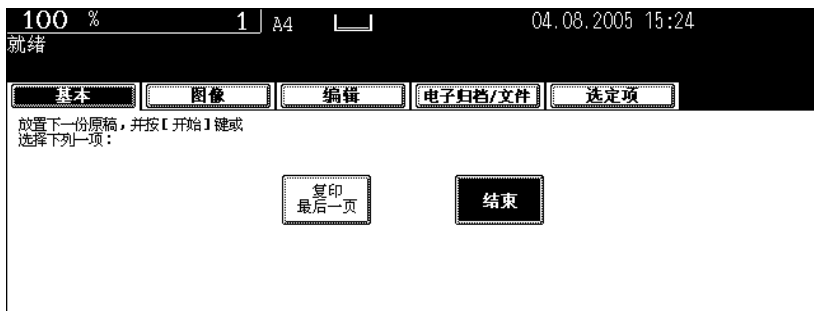 100 % 1 A4 04.08.2005 15:24
就绪
基本 图像 编辑 电子归档/文件 选定项
放置下一份原稿，并按[开始]键或
选择下列一项：
复印
最后一页
结束